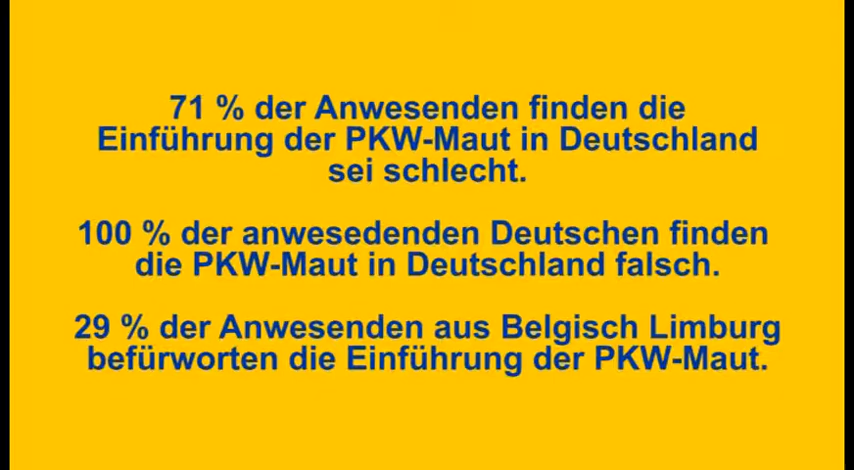 71 % der Anwesenden finden die
Einführung der PKW-Maut in Deutschland
sei schlecht.
100 % der anwesedenden Deutschen finden
die PKW-Maut in Deutschland falsch.
29 % der Anwesenden aus Belgisch Limburg
befürworten die Einführung der PKW-Maut.